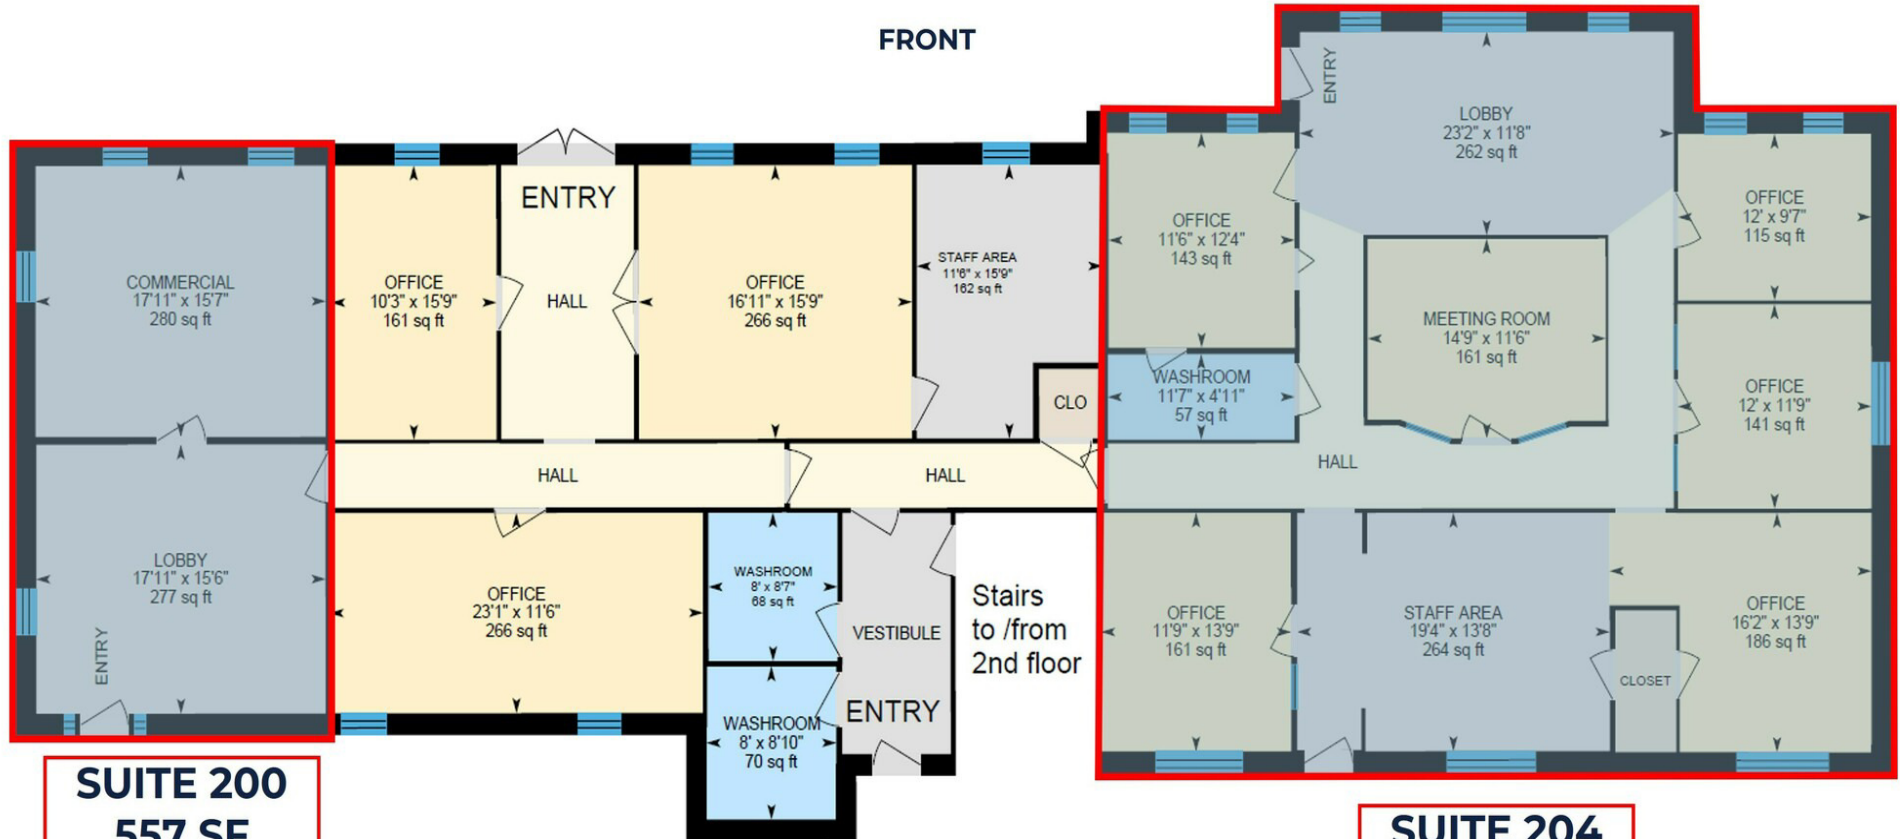 FRONT
COMMERCIAL
17'11" x 15'7"
280 sq ft
LOBBY
17'11" x 15'6"
277 sq ft
ENTRY
SUITE 200
557 SF
OFFICE
10'3" x 15'9"
161 sq ft
ENTRY
HALL
OFFICE
16'11" x 15'9"
266 sq ft
STAFF AREA
11'6" x 15'9"
162 sq ft
CLO
HALL
HALL
OFFICE
23'1" x 11'6"
266 sq ft
WASHROOM
8' x 8'7"
68 sq ft
WASHROOM
8' x 8'10"
70 sq ft
VESTIBULE
ENTRY
Stairs
to /from
2nd floor
ENTRY
LOBBY
23'2" x 11'8"
262 sq ft
OFFICE
11'6" x 12'4"
143 sq ft
OFFICE
12' x 9'7"
115 sq ft
MEETING ROOM
14'9" x 11'6"
161 sq ft
WASHROOM
11'7" x 4'11"
57 sq ft
OFFICE
12' x 11'9"
141 sq ft
HALL
OFFICE
11'9" x 13'9"
161 sq ft
STAFF AREA
19'4" x 13'8"
264 sq ft
CLOSET
OFFICE
16'2" x 13'9"
186 sq ft
SUITE 204